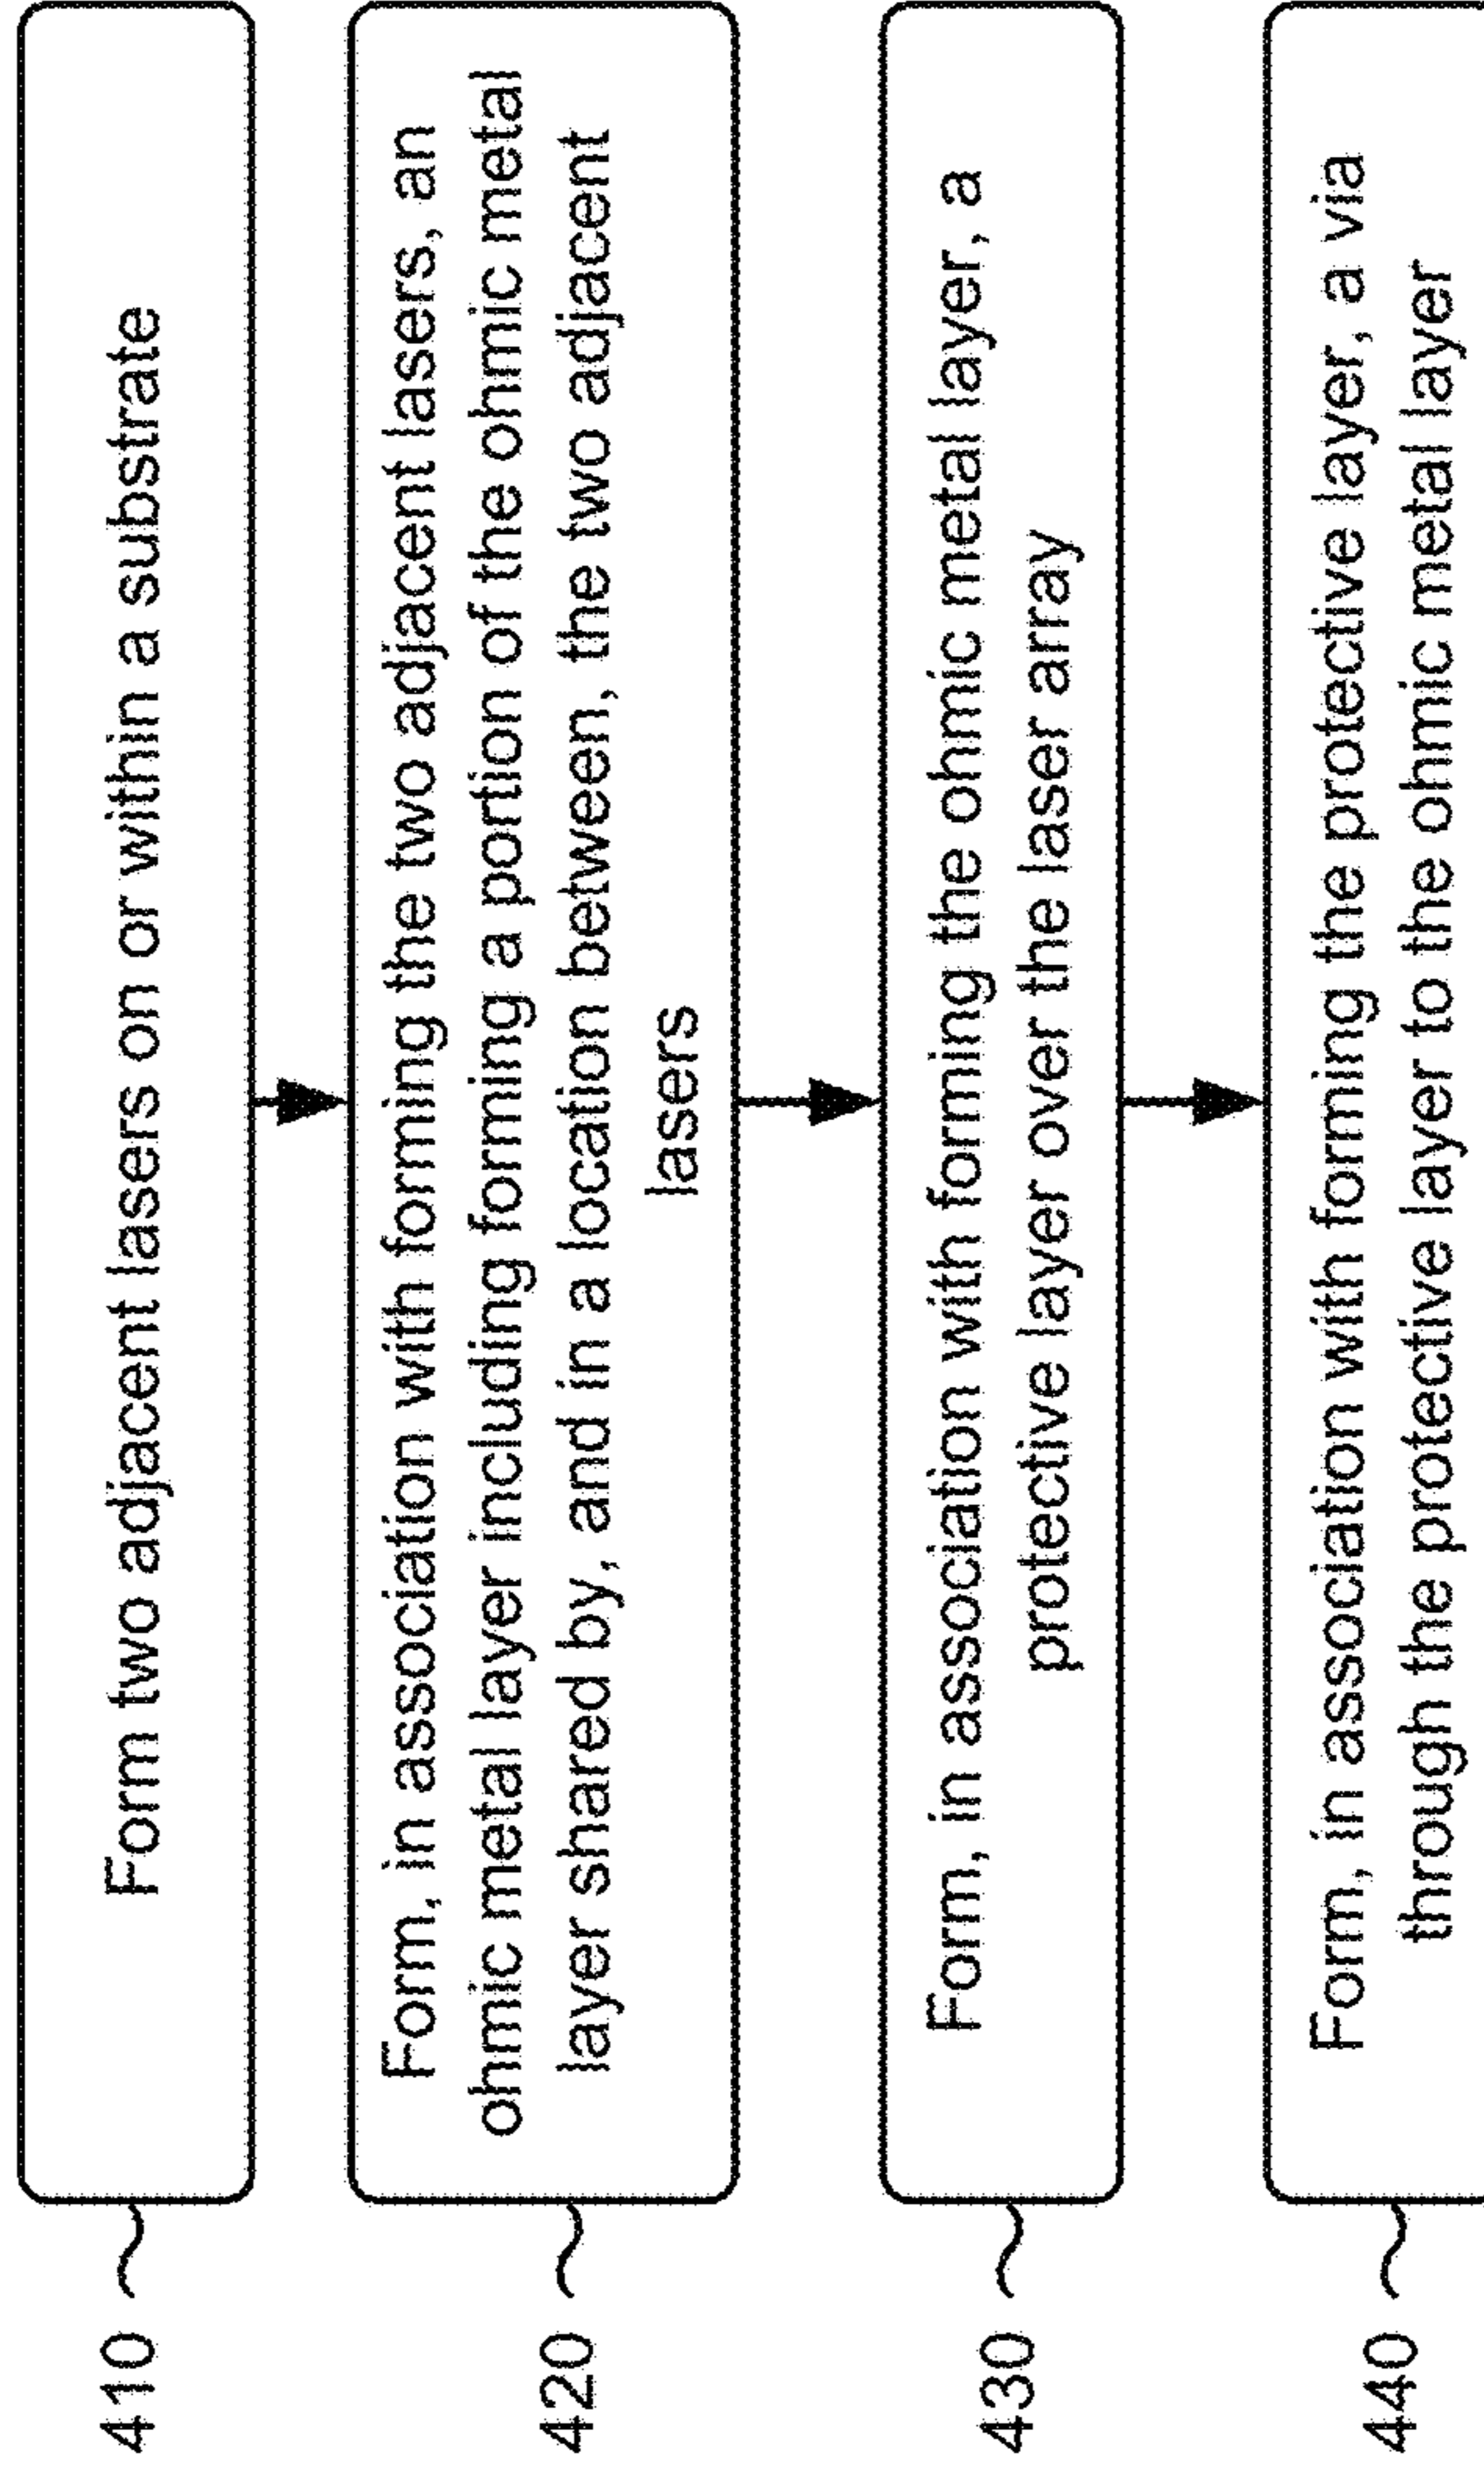 410
Form two adjacent lasers on or within a substrate
420
Form, in association with forming the two adjacent lasers, an
ohmic metal layer including forming a portion of the ohmic metal
layer shared by, and in a location between, the two adjacent
lasers
430
Form, in association with forming the ohmic metal layer, a
protective layer over the laser array
440
Form, in association with forming the protective layer, a via
through the protective layer to the ohmic metal layer